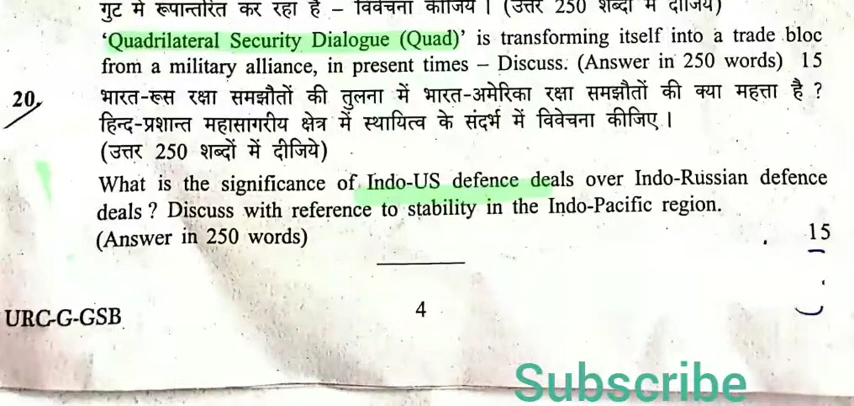 गुट में रूपान्तरित कर रहा है – विवेचना कीजिये । (उत्तर 250 शब्दों में दीजिये)
‘Quadrilateral Security Dialogue (Quad)’ is transforming itself into a trade bloc
from a military alliance, in present times – Discuss. (Answer in 250 words) 15
20. भारत-रूस रक्षा समझौतों की तुलना में भारत-अमेरिका रक्षा समझौतों की क्या महत्ता है ?
हिन्द-प्रशान्त महासागरीय क्षेत्र में स्थायित्व के संदर्भ में विवेचना कीजिए ।
(उत्तर 250 शब्दों में दीजिये)
What is the significance of Indo-US defence deals over Indo-Russian defence
deals ? Discuss with reference to stability in the Indo-Pacific region.
(Answer in 250 words) 15
URC-G-GSB 4
Subscribe